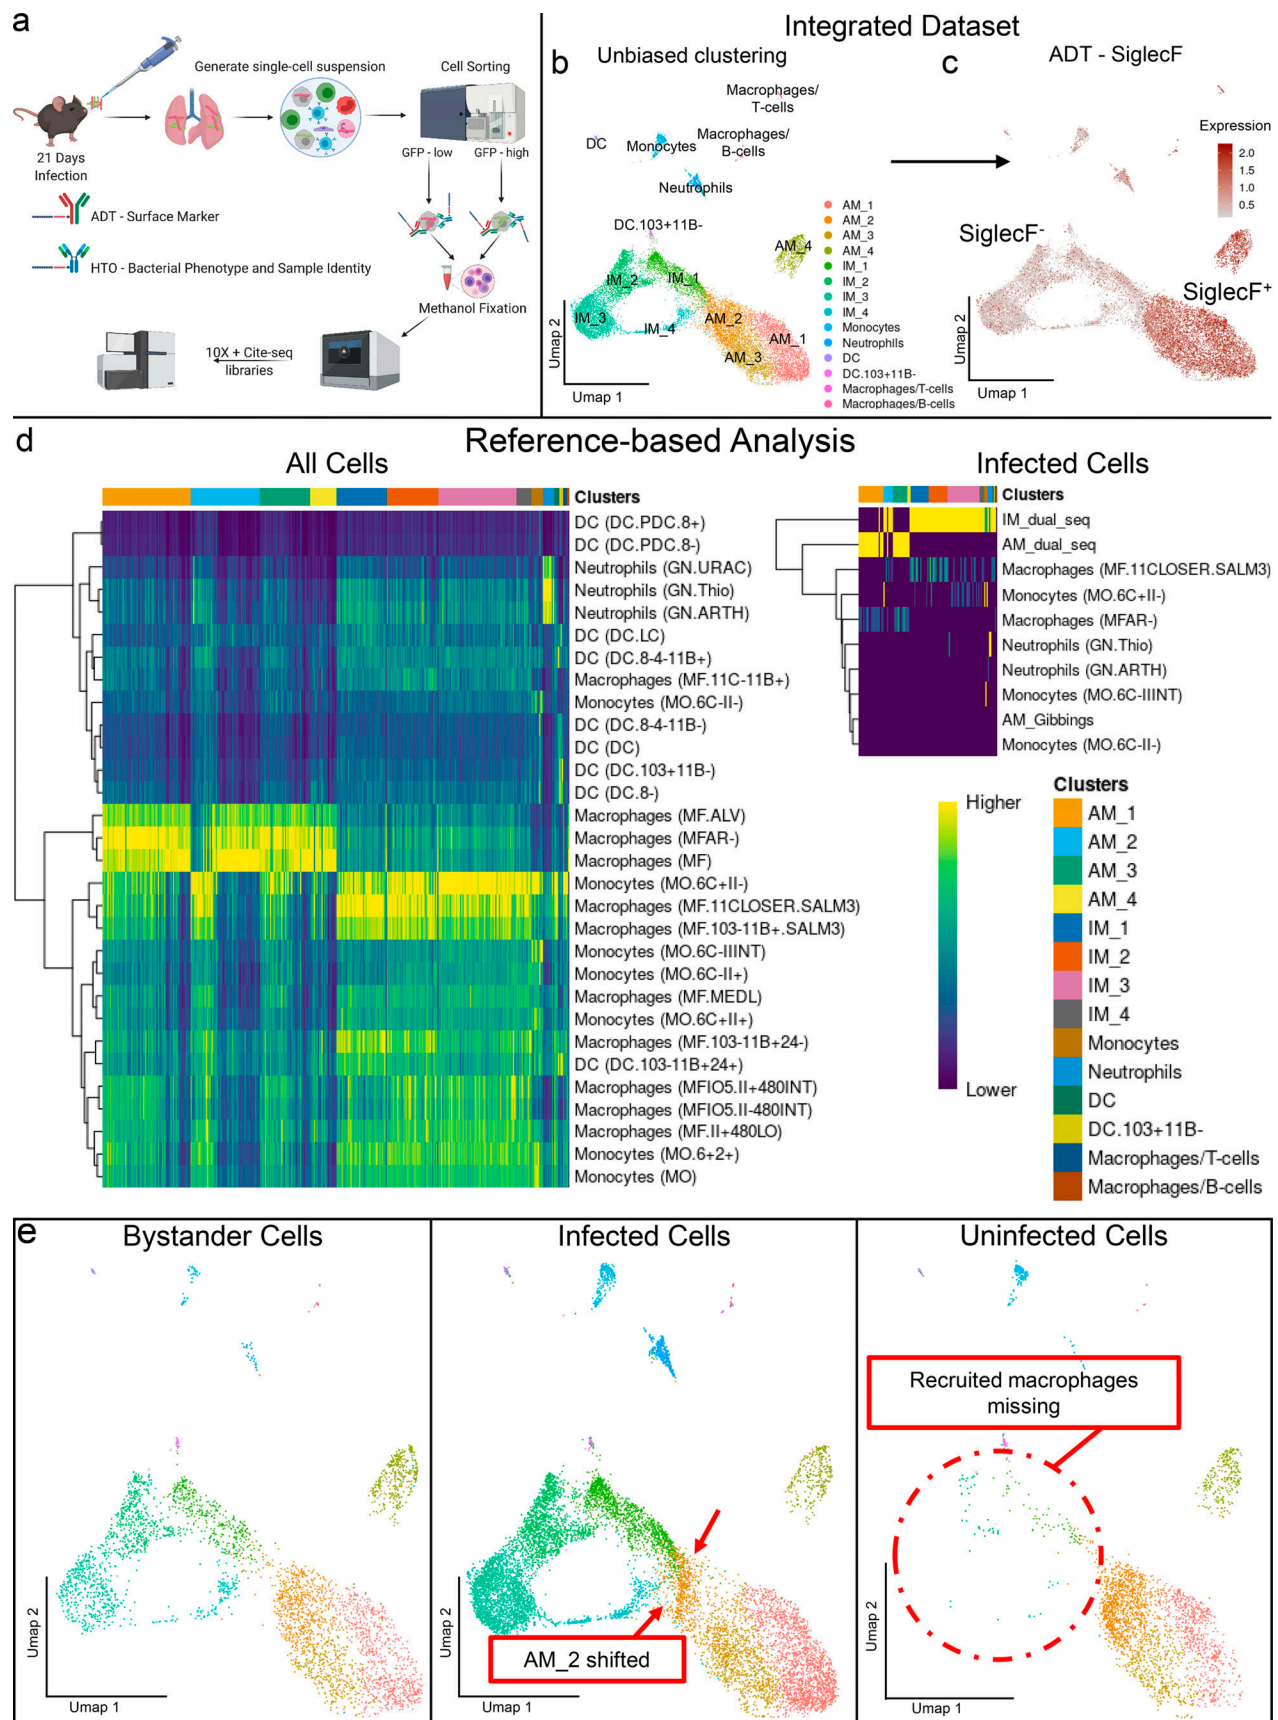 a
Generate single-cell suspension
Cell Sorting
21 Days
Infection
GFP - low
GFP - high
ADT - Surface Marker
HTO - Bacterial Phenotype and Sample Identity
Methanol Fixation
10X + Cite-seq
libraries
Integrated Dataset
b
Unbiased clustering
Macrophages/
T-cells
DC
Monocytes
Macrophages/
B-cells
Neutrophils
DC.103+11B-
AM_4
IM_2
IM_1
IM_3
IM_4
AM_2
AM_1
AM_3
Umap 2
Umap 1
AM_1
AM_2
AM_3
AM_4
IM_1
IM_2
IM_3
IM_4
Monocytes
Neutrophils
DC
DC.103+11B-
Macrophages/T-cells
Macrophages/B-cells
c
ADT - SiglecF
Expression
2.0
1.5
1.0
0.5
SiglecF-
SiglecF+
Umap 2
Umap 1
d
Reference-based Analysis
All Cells
Clusters
DC (DC.PDC.8+)
DC (DC.PDC.8-)
Neutrophils (GN.URAC)
Neutrophils (GN.Thio)
Neutrophils (GN.ARTH)
DC (DC.LC)
DC (DC.8-4-11B+)
Macrophages (MF.11C-11B+)
Monocytes (MO.6C-II-)
DC (DC.8-4-11B-)
DC (DC)
DC (DC.103+11B-)
DC (DC.8-)
Macrophages (MF.ALV)
Macrophages (MFAR-)
Macrophages (MF)
Monocytes (MO.6C+II-)
Macrophages (MF.11CLOSER.SALM3)
Macrophages (MF.103-11B+.SALM3)
Monocytes (MO.6C-IIINT)
Monocytes (MO.6C-II+)
Macrophages (MF.MEDL)
Monocytes (MO.6C+II+)
Macrophages (MF.103-11B+24-)
DC (DC.103-11B+24+)
Macrophages (MFIO5.II+480INT)
Macrophages (MFIO5.II-480INT)
Macrophages (MF.II+480LO)
Monocytes (MO.6+2+)
Monocytes (MO)
Infected Cells
Clusters
IM_dual_seq
AM_dual_seq
Macrophages (MF.11CLOSER.SALM3)
Monocytes (MO.6C+II-)
Macrophages (MFAR-)
Neutrophils (GN.Thio)
Neutrophils (GN.ARTH)
Monocytes (MO.6C-IIINT)
AM_Gibbings
Monocytes (MO.6C-II-)
Higher
Lower
Clusters
AM_1
AM_2
AM_3
AM_4
IM_1
IM_2
IM_3
IM_4
Monocytes
Neutrophils
DC
DC.103+11B-
Macrophages/T-cells
Macrophages/B-cells
e
Bystander Cells
Umap 2
Umap 1
Infected Cells
AM_2 shifted
Umap 2
Umap 1
Uninfected Cells
Recruited macrophages
missing
Umap 2
Umap 1